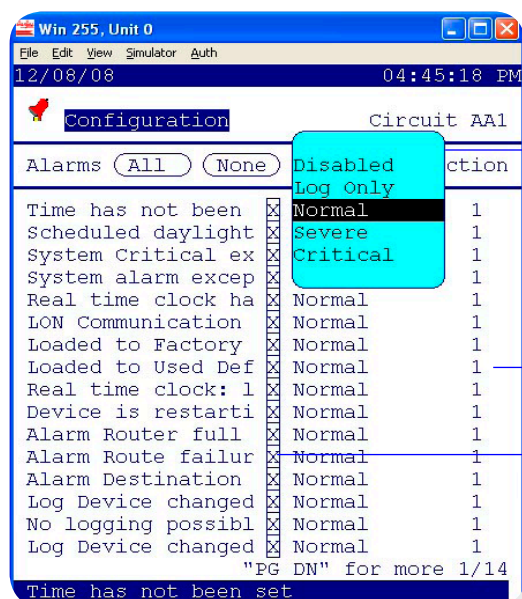 Win 255, Unit 0
File Edit View Simulator Auth
12/08/08 04:45:18 PM
Configuration Circuit AA1
Alarms (All) (None) Disabled ction
Log Only
Time has not been X Normal 1
Scheduled daylight X Severe 1
System Critical ex X Critical 1
System alarm excep X 1
Real time clock ha X Normal 1
LON Communication X Normal 1
Loaded to Factory X Normal 1
Loaded to Used Def X Normal 1
Real time clock: l X Normal 1
Device is restarti X Normal 1
Alarm Router full X Normal 1
Alarm Route failur X Normal 1
Alarm Destination X Normal 1
Log Device changed X Normal 1
No logging possibl X Normal 1
Log Device changed X Normal 1
"PG DN" for more 1/14
Time has not been set